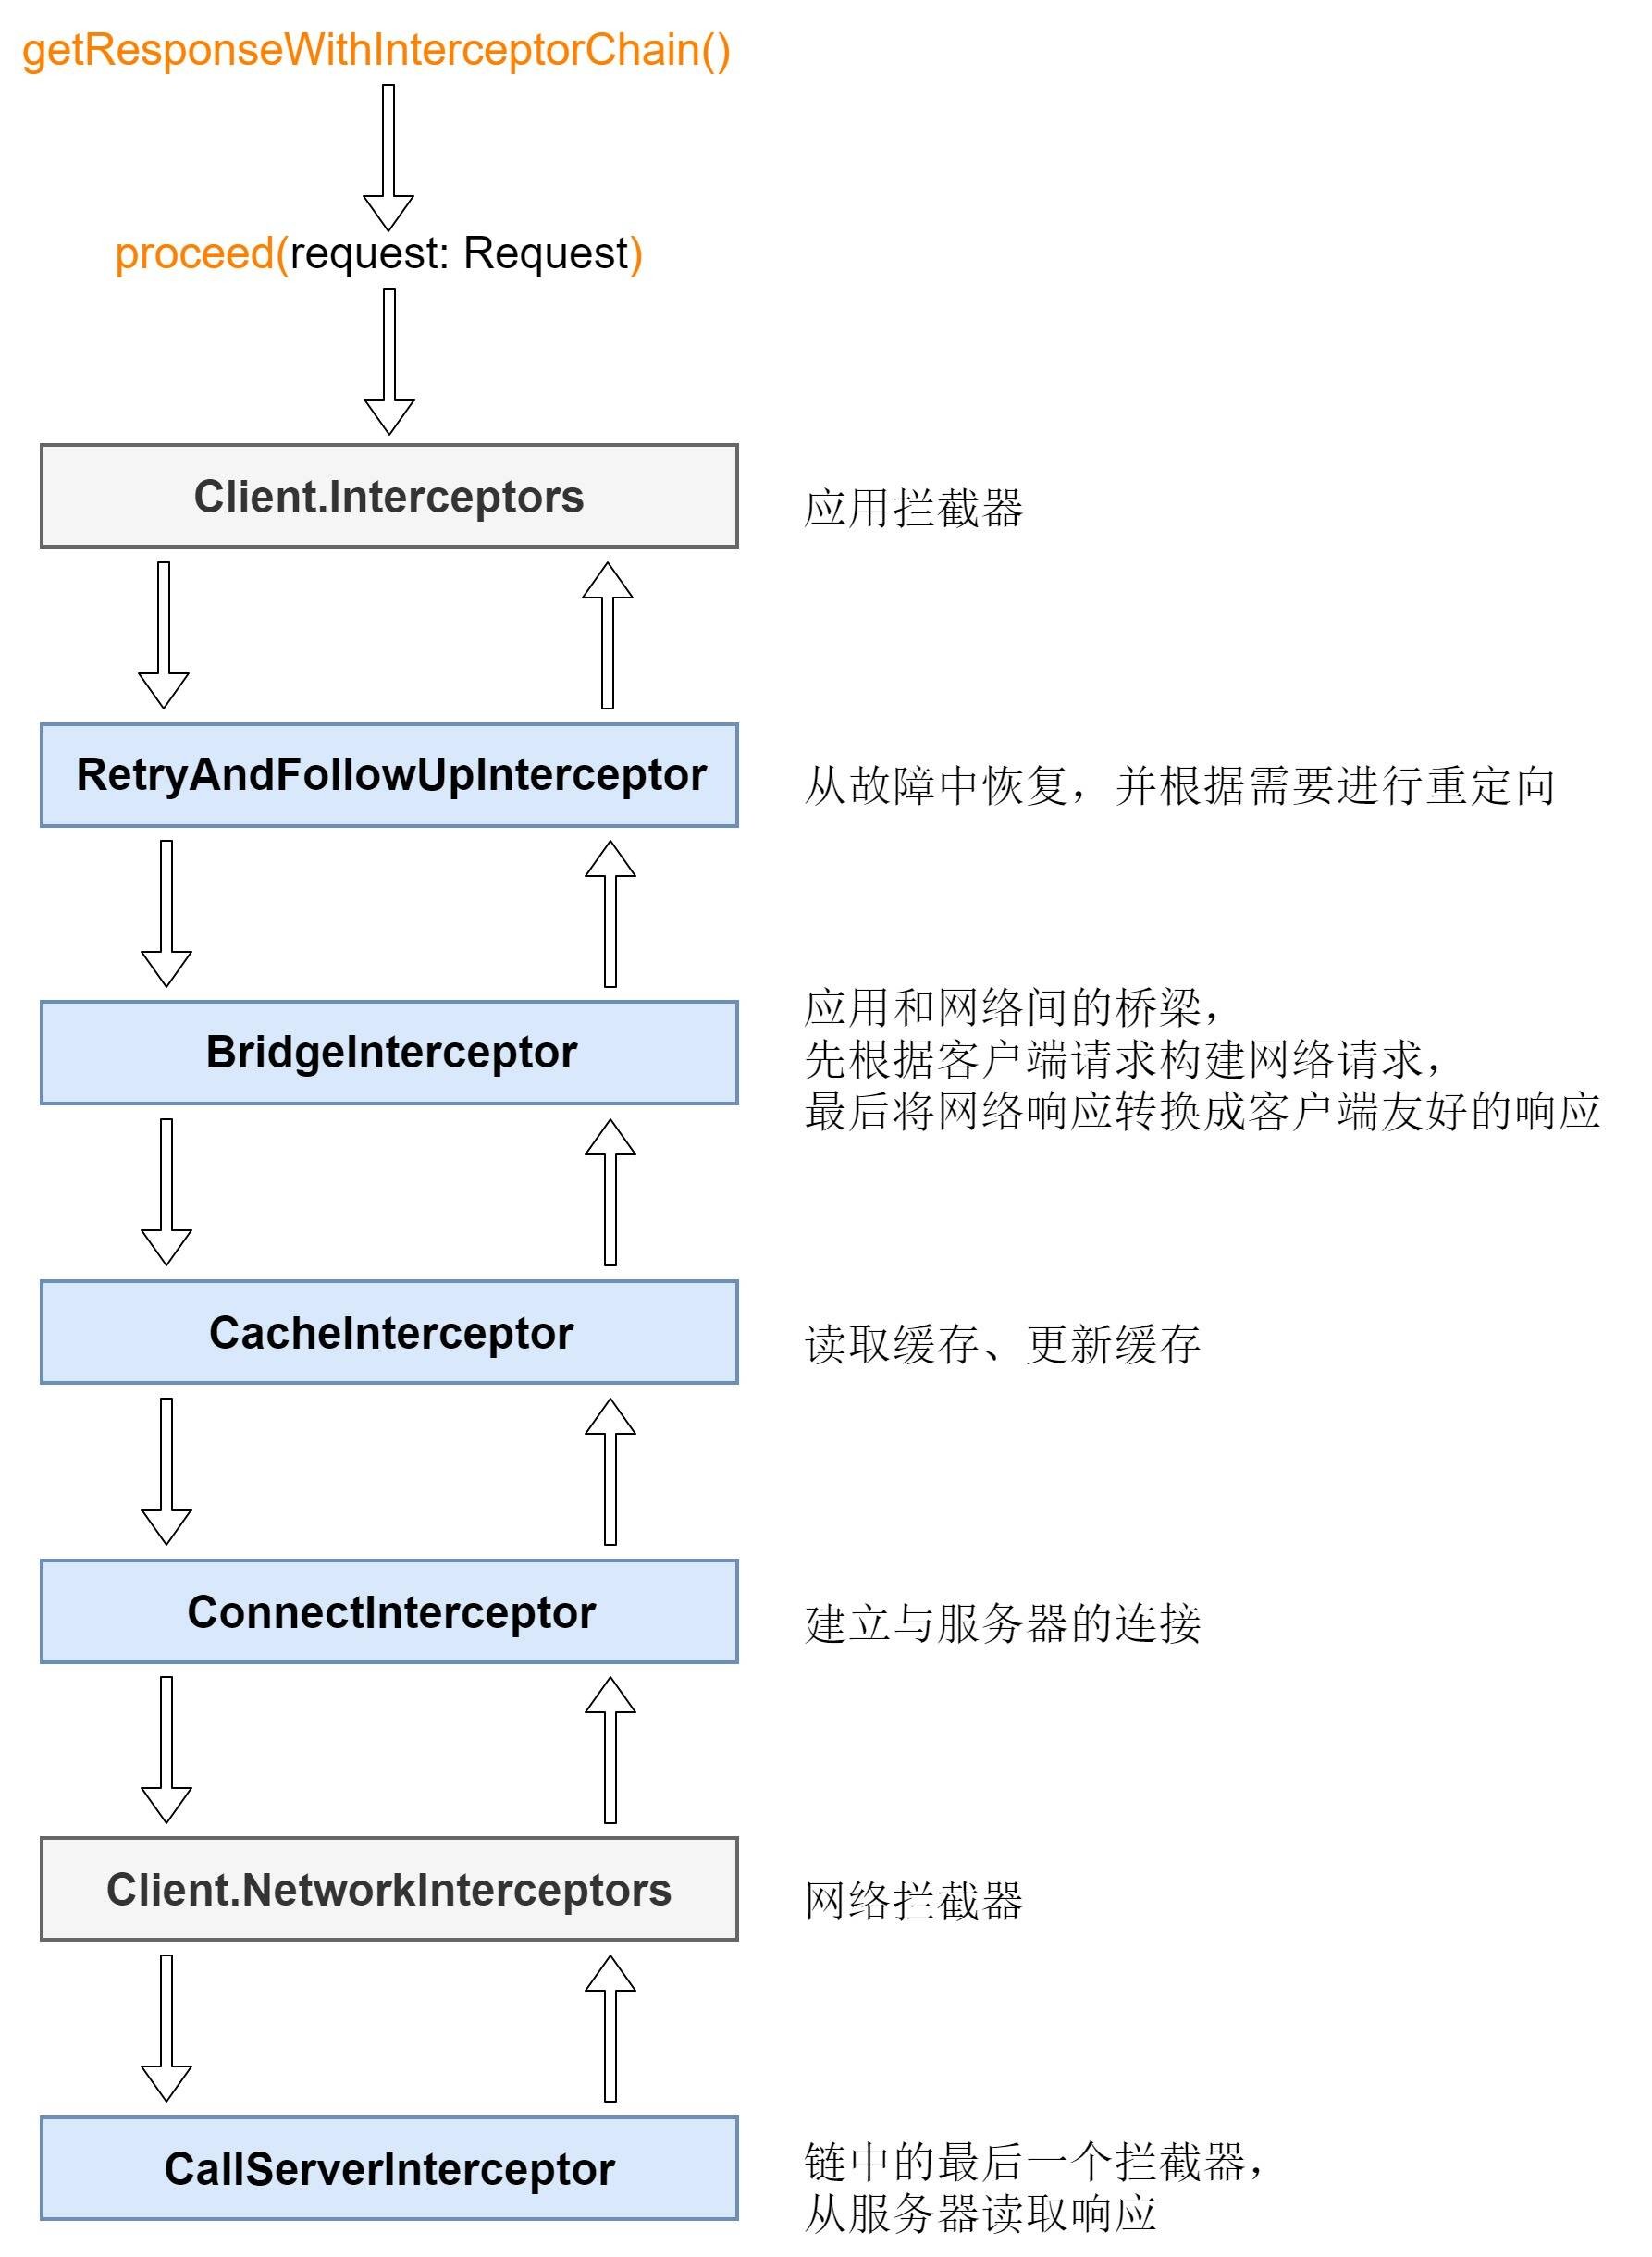 getResponseWithInterceptorChain()
proceed(request: Request)
Client.Interceptors
应用拦截器
RetryAndFollowUpInterceptor
从故障中恢复，并根据需要进行重定向
BridgeInterceptor
应用和网络间的桥梁，
先根据客户端请求构建网络请求，
最后将网络响应转换成客户端友好的响应
CacheInterceptor
读取缓存、更新缓存
ConnectInterceptor
建立与服务器的连接
Client.NetworkInterceptors
网络拦截器
CallServerInterceptor
链中的最后一个拦截器，
从服务器读取响应